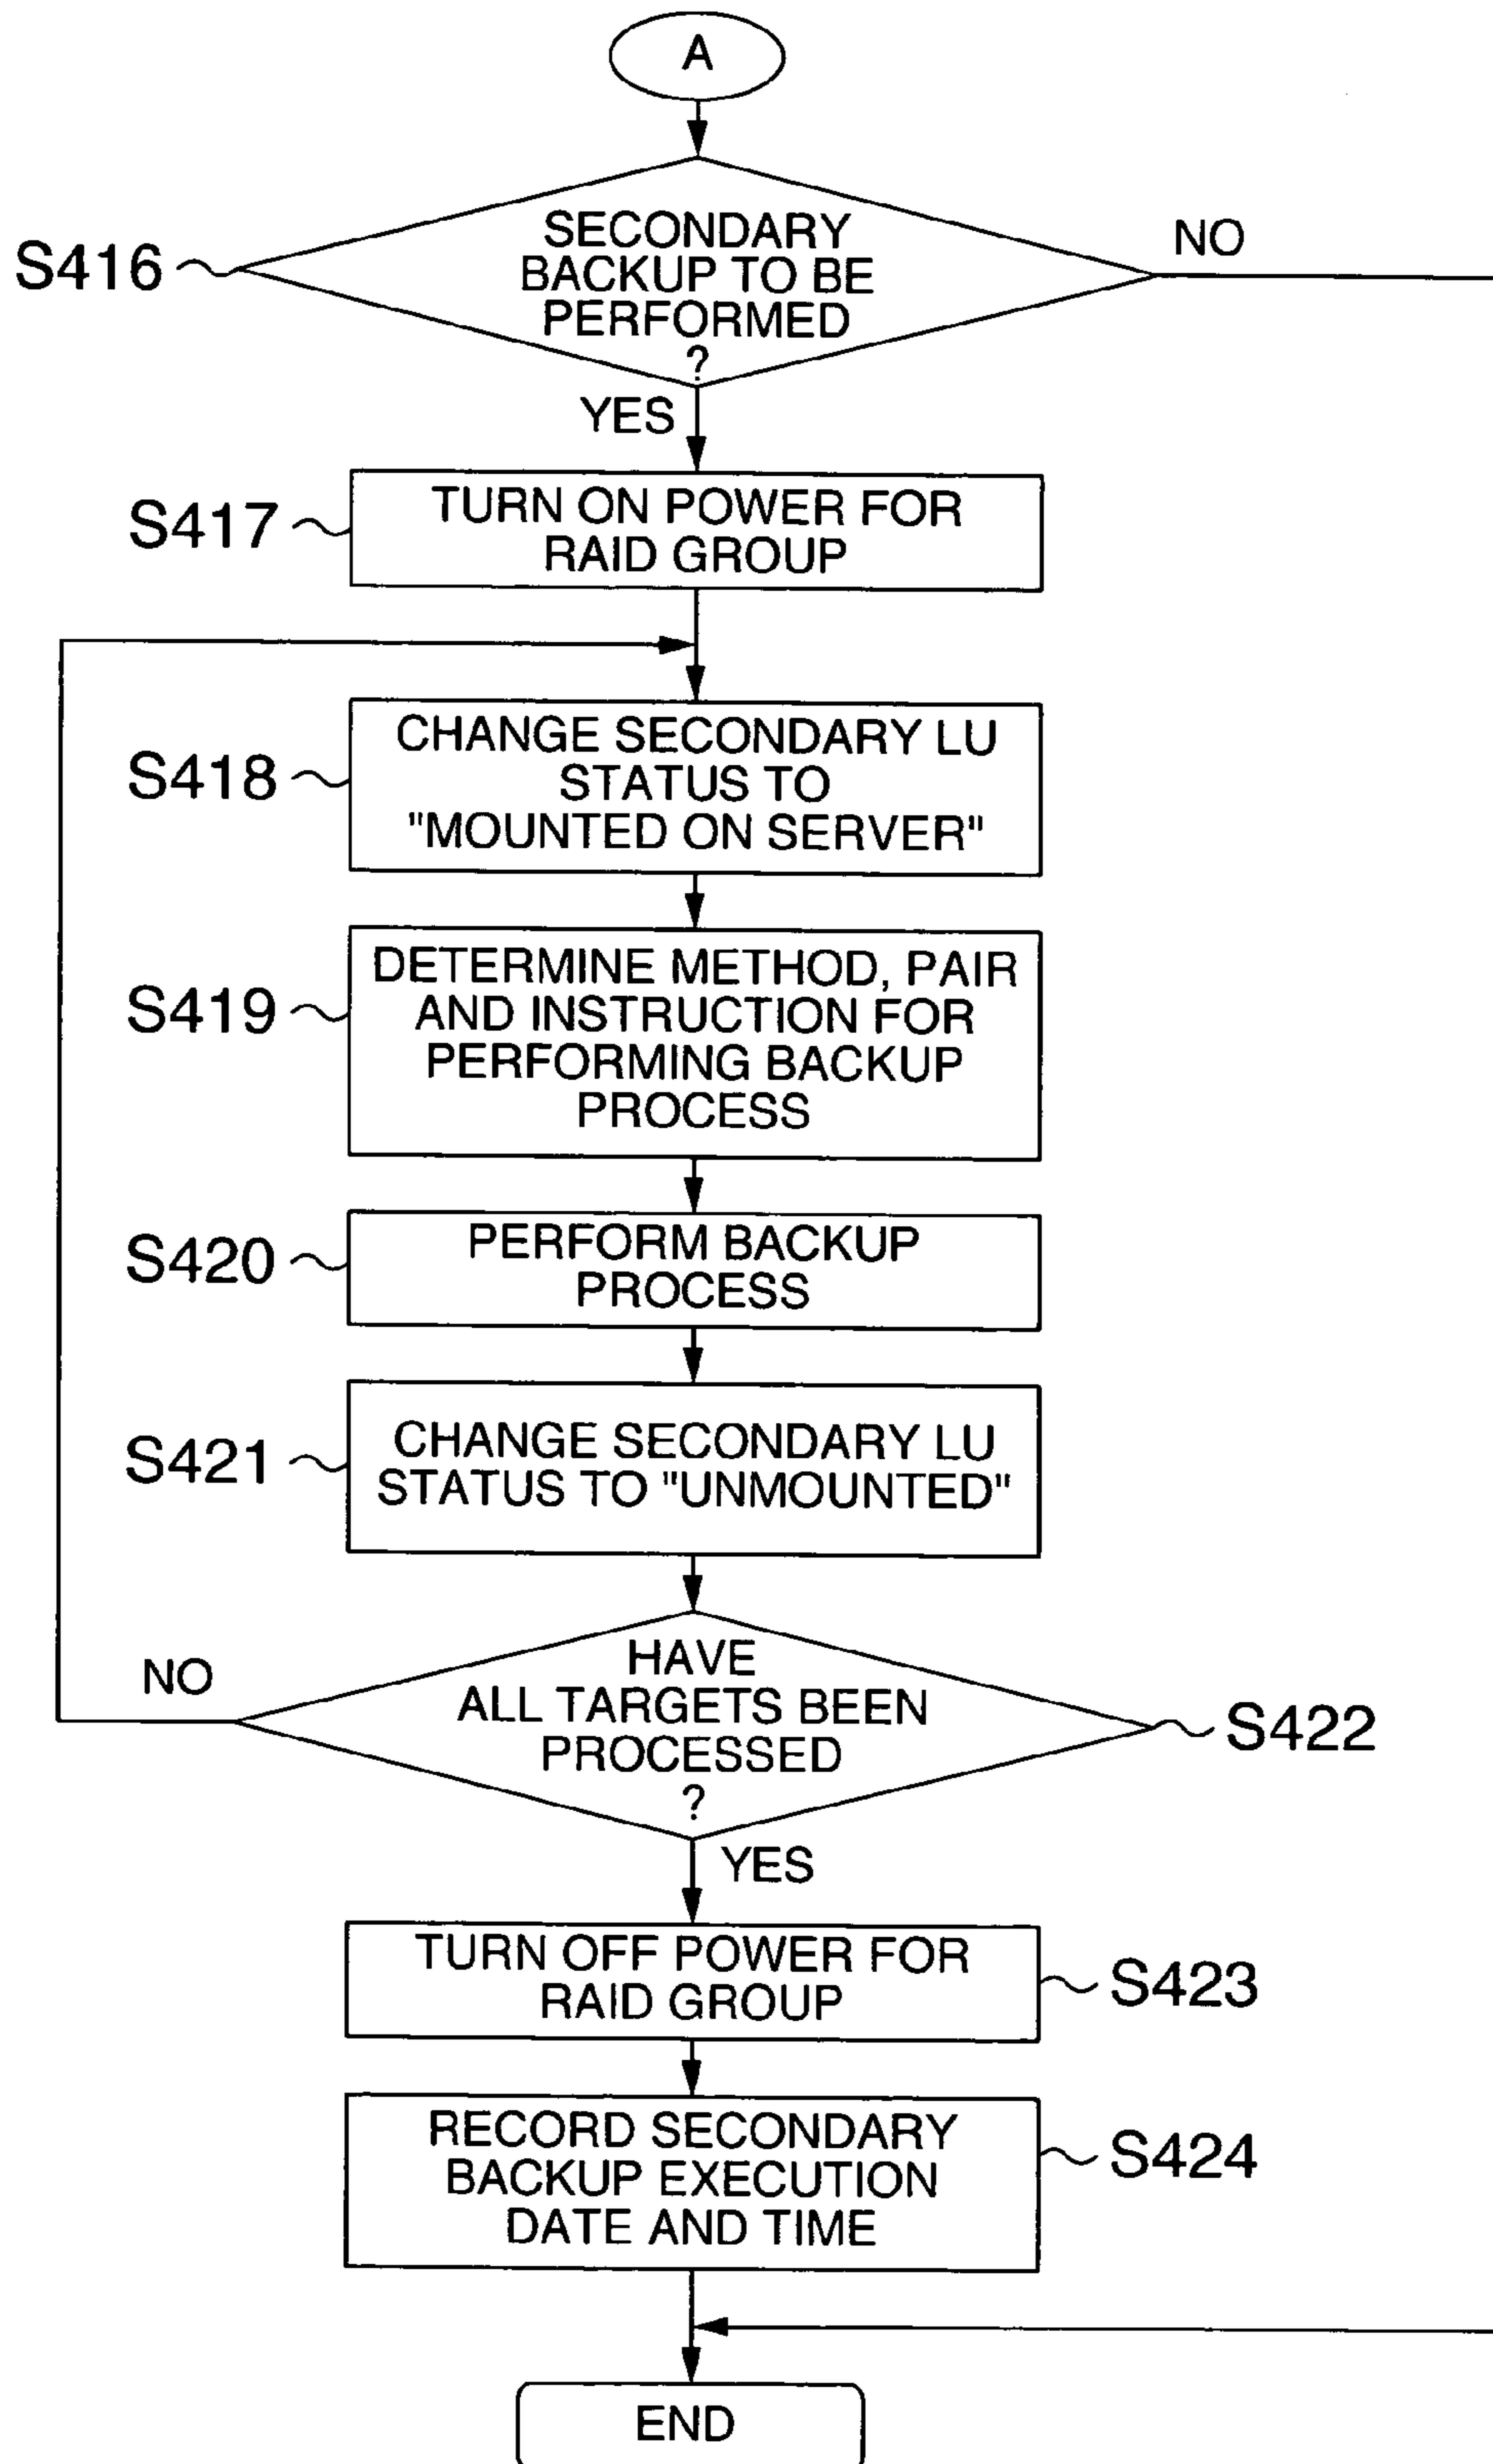 A
SECONDARY
BACKUP TO BE
PERFORMED
?
NO
S416
YES
S417
TURN ON POWER FOR
RAID GROUP
S418
CHANGE SECONDARY LU
STATUS TO
"MOUNTED ON SERVER"
S419
DETERMINE METHOD, PAIR
AND INSTRUCTION FOR
PERFORMING BACKUP
PROCESS
S420
PERFORM BACKUP
PROCESS
S421
CHANGE SECONDARY LU
STATUS TO "UNMOUNTED"
NO
HAVE
ALL TARGETS BEEN
PROCESSED
?
S422
YES
TURN OFF POWER FOR
RAID GROUP
S423
RECORD SECONDARY
BACKUP EXECUTION
DATE AND TIME
S424
END